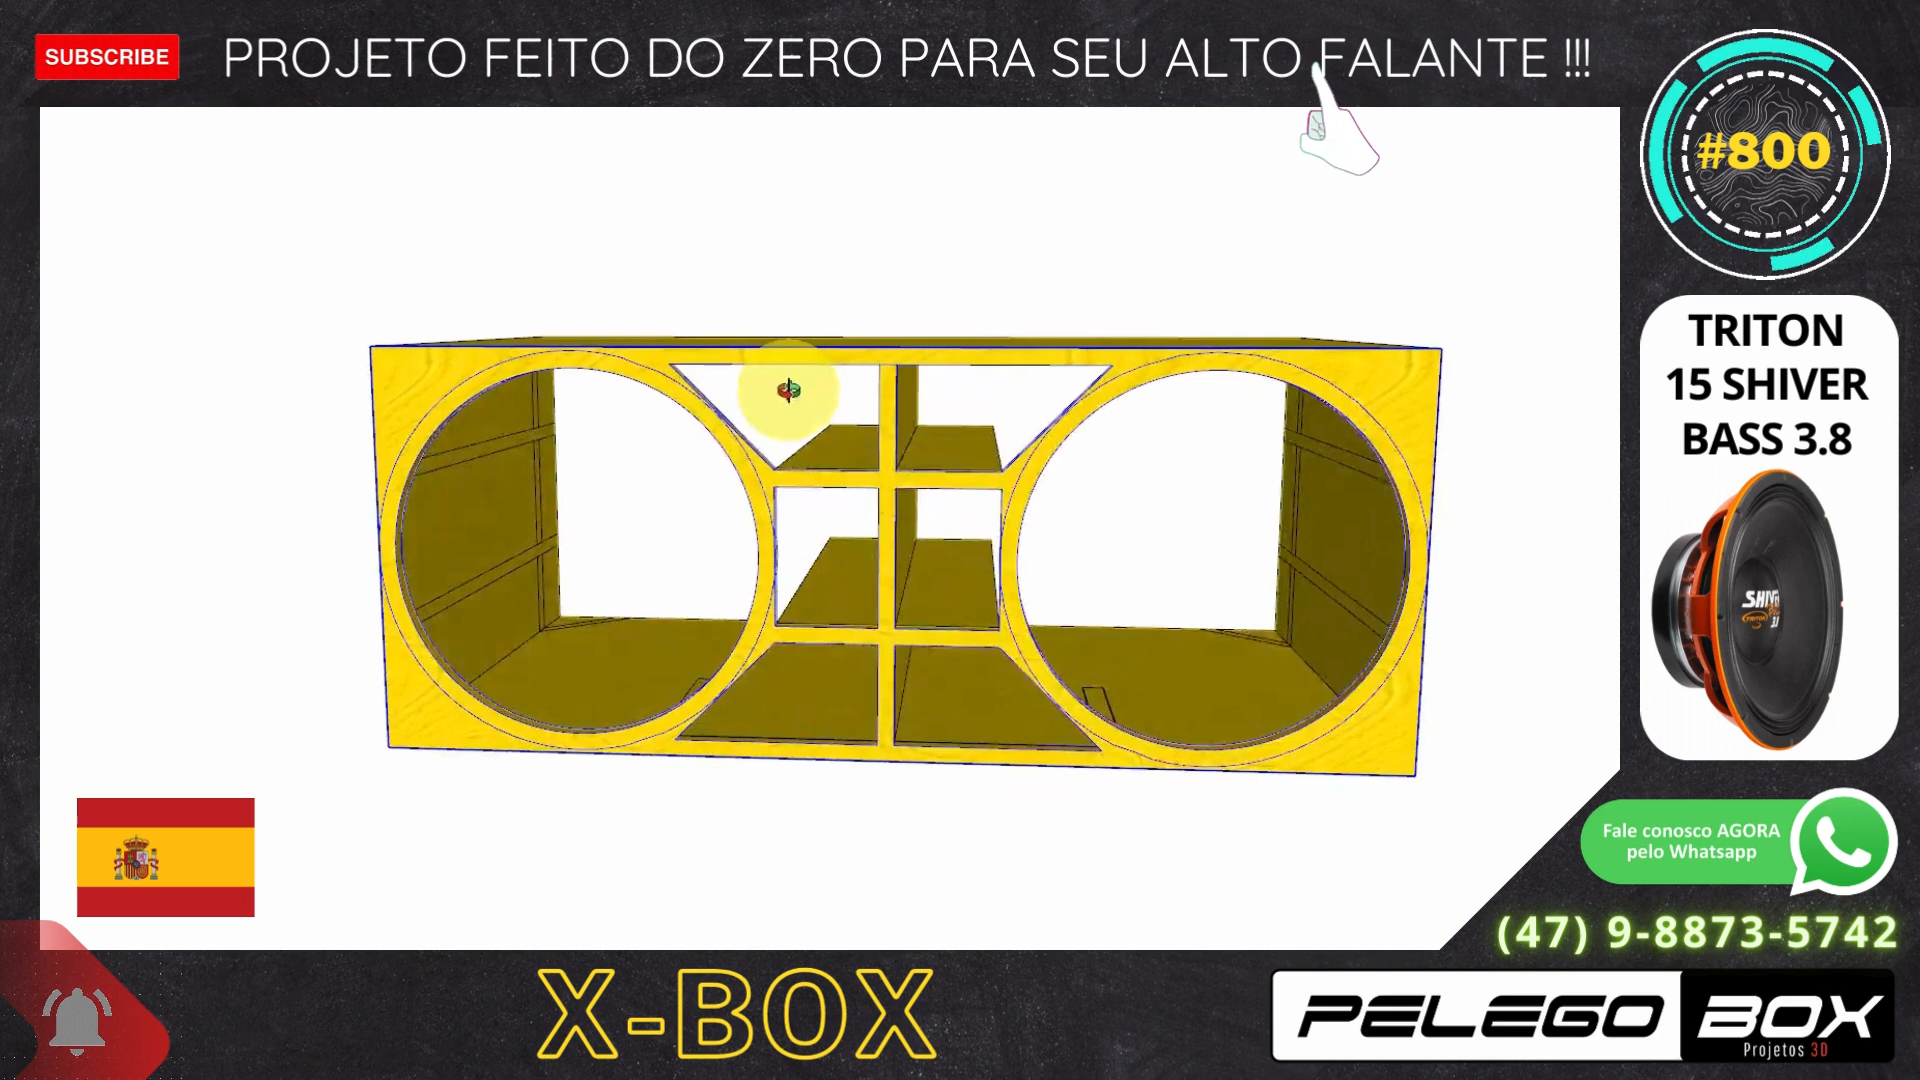 SUBSCRIBE
PROJETO FEITO DO ZERO PARA SEU ALTO FALANTE !!!
#800
TRITON
15 SHIVER
BASS 3.8
TRITON
Fale conosco AGORA
pelo Whatsapp
(47) 9-8873-5742
X-BOX
PELEGO BOX
Projetos 3D